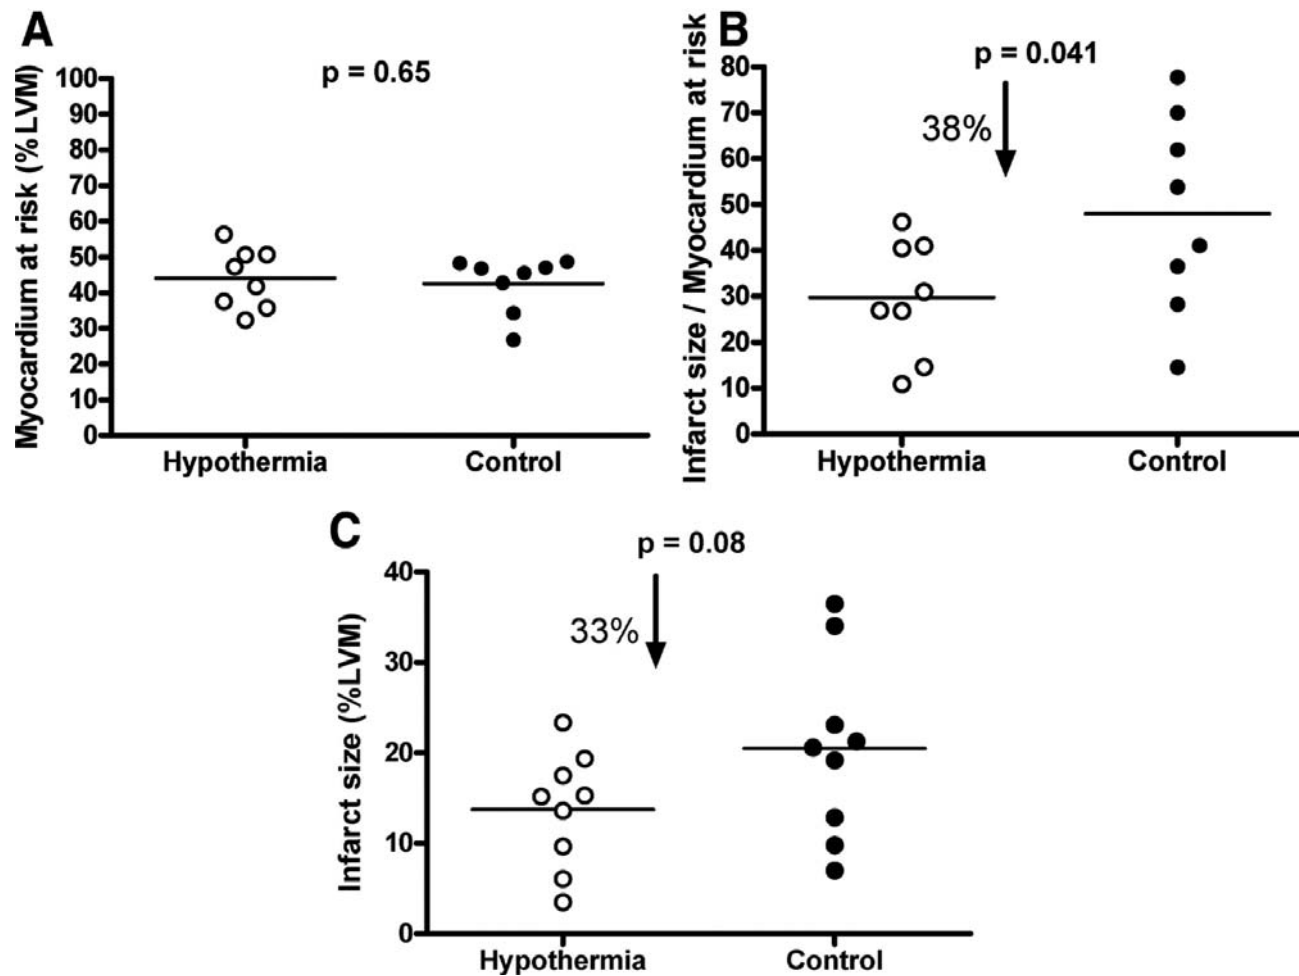 A
p = 0.65
Myocardium at risk (%LVM)
100
90
80
70
60
50
40
30
20
10
0
Hypothermia
Control
B
p = 0.041
38%
Infarct size / Myocardium at risk
80
70
60
50
40
30
20
10
0
Hypothermia
Control
C
p = 0.08
33%
Infarct size (%LVM)
40
30
20
10
0
Hypothermia
Control